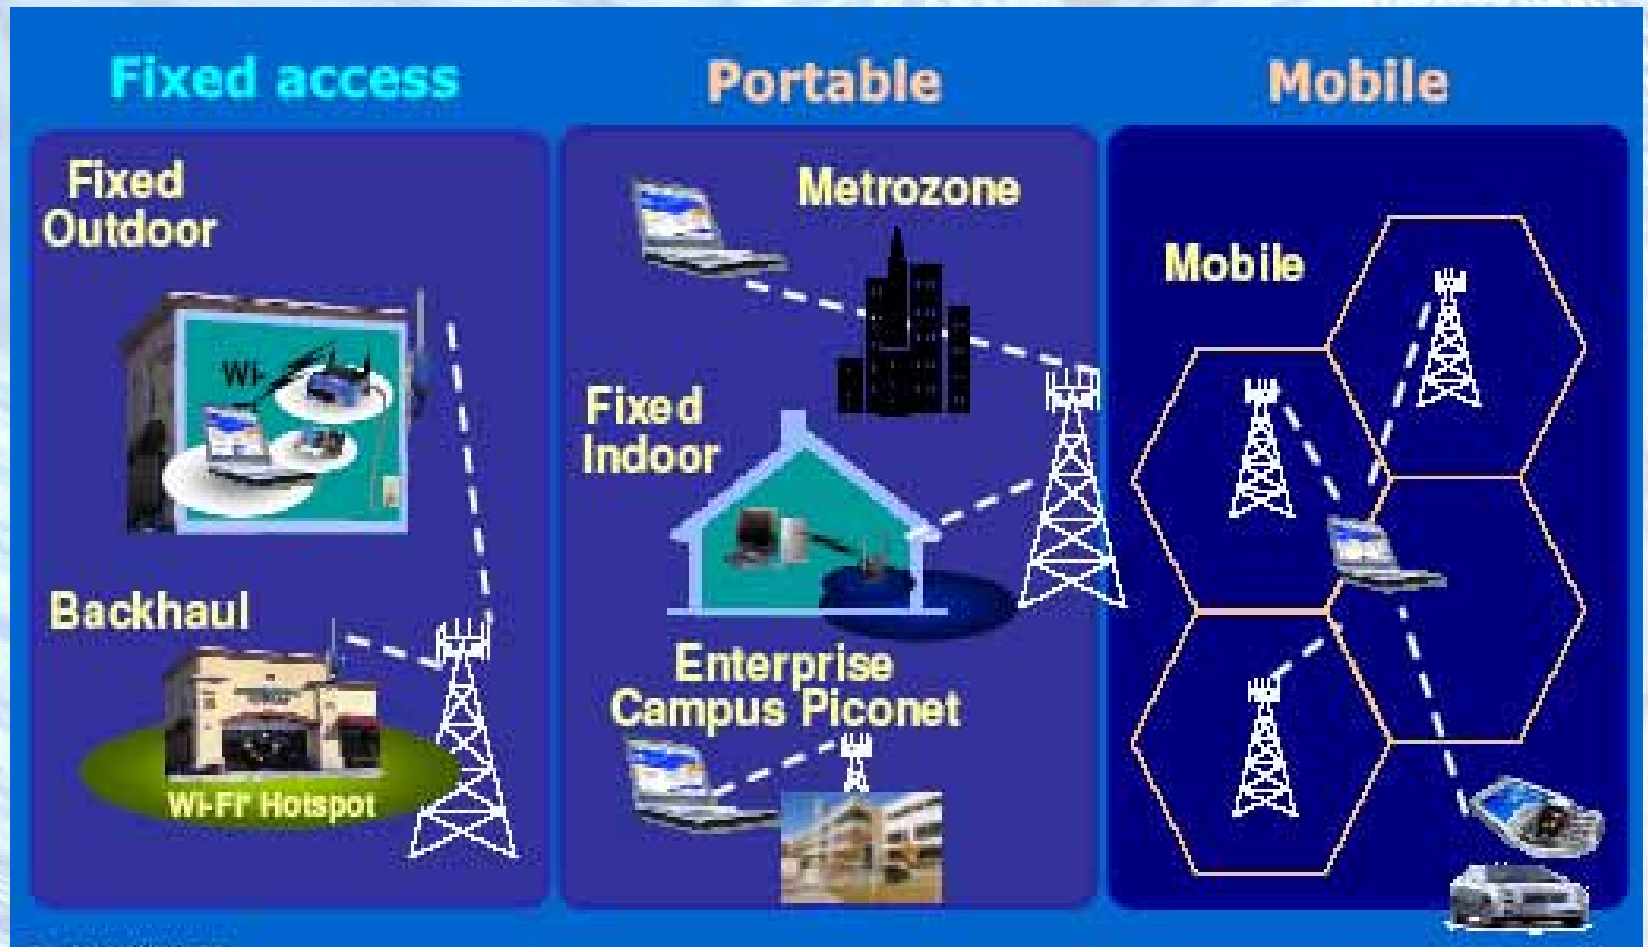 Fixed access
Portable
Mobile
Fixed
Outdoor
Wi-
Backhaul
Wi-Fi* Hotspot
Metrozone
Fixed
Indoor
Enterprise
Campus Piconet
Mobile